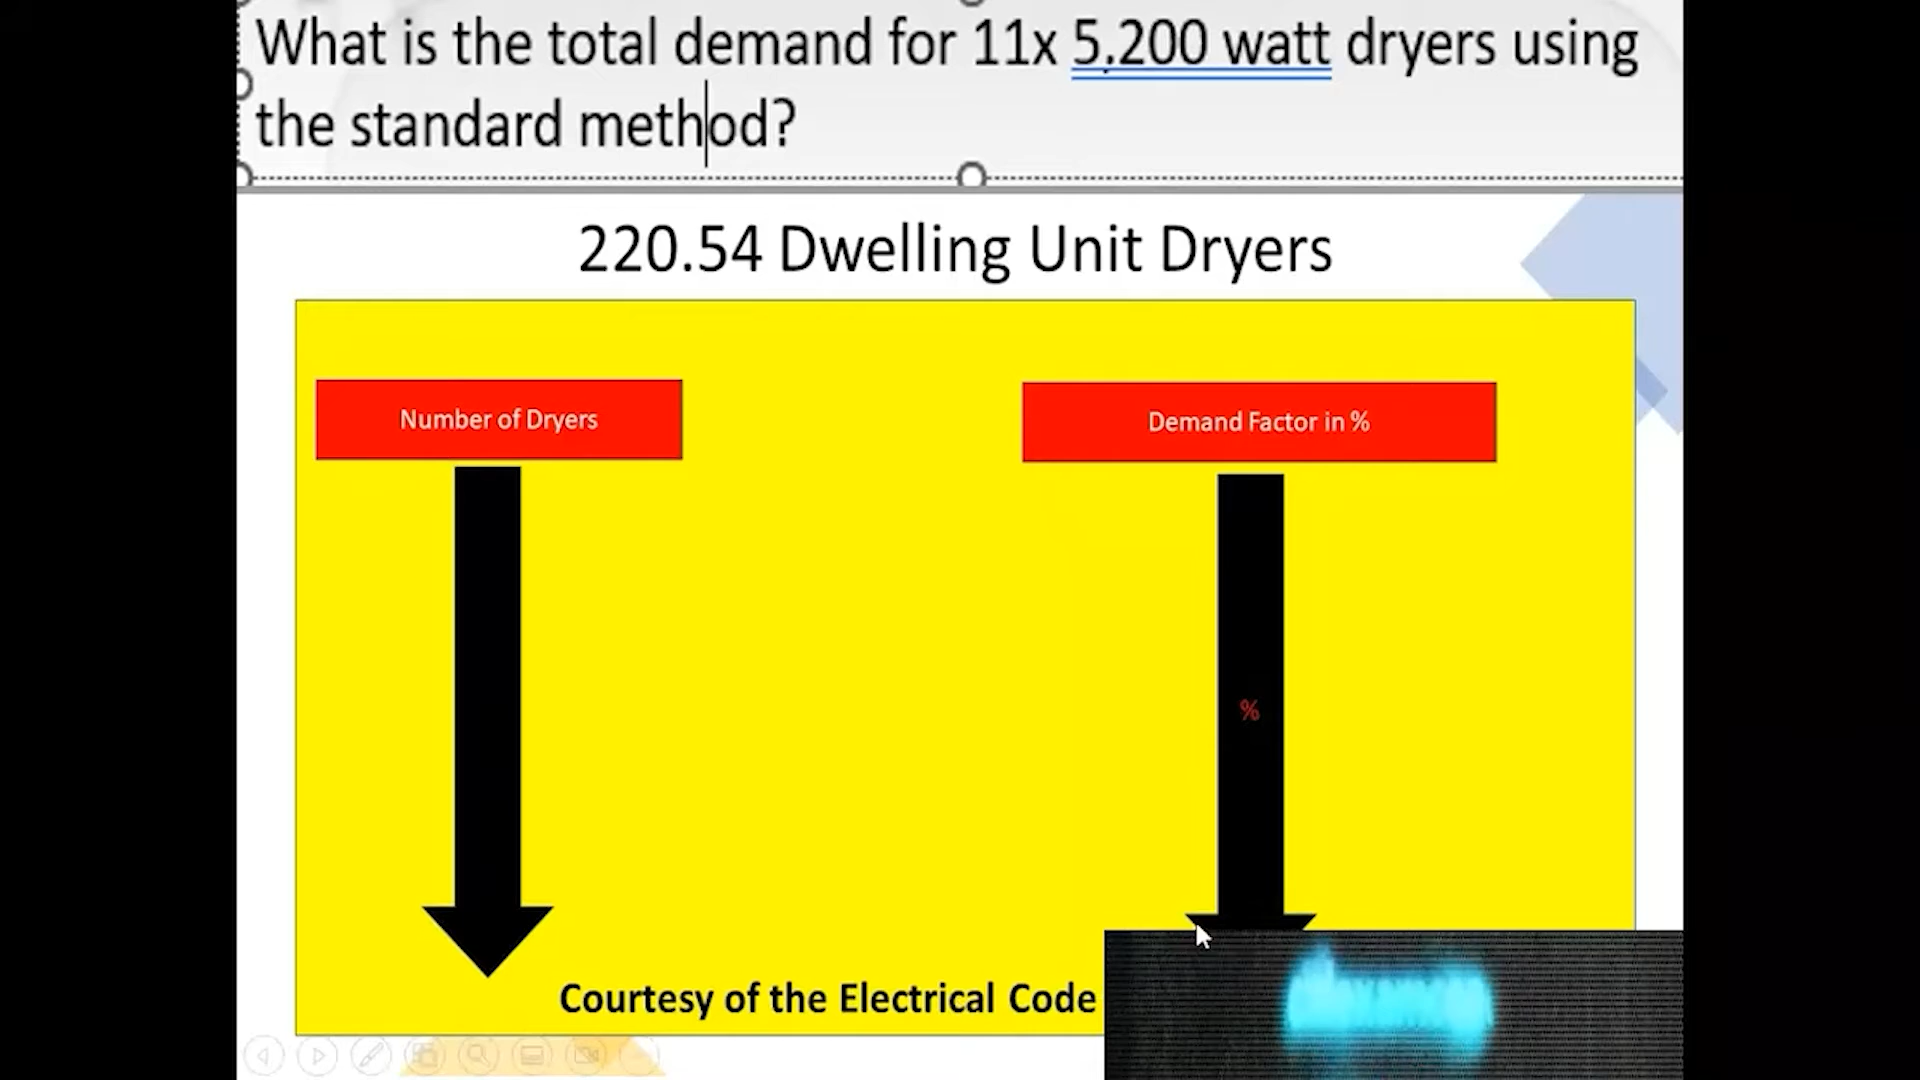 What is the total demand for 11x 5,200 watt dryers using
the standard method?
220.54 Dwelling Unit Dryers
Number of Dryers
Demand Factor in %
%
Courtesy of the Electrical Code